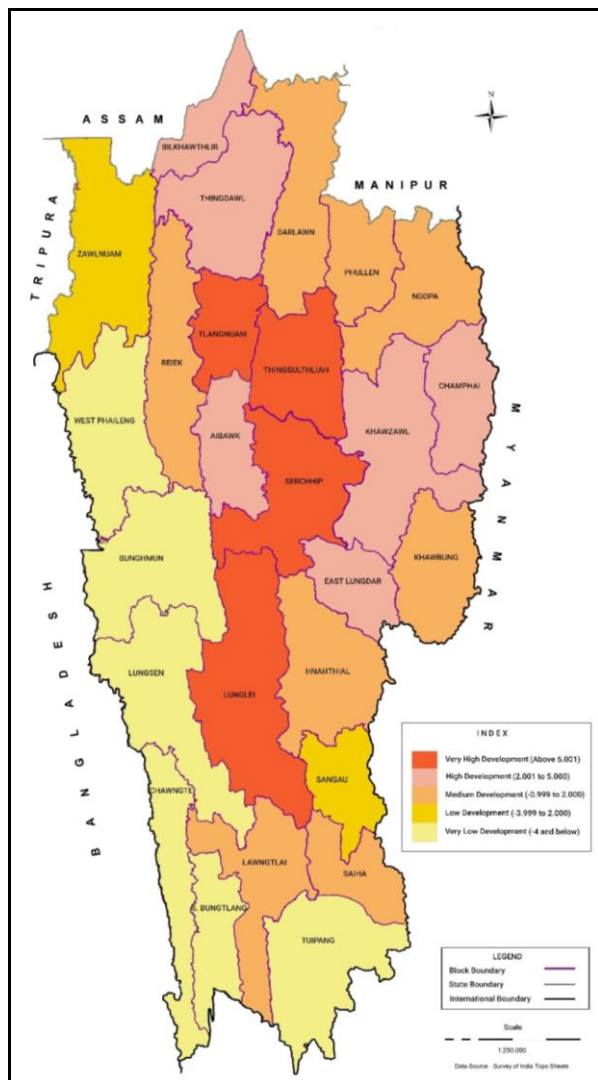 N
ASSAM
BILKHAWTHLIR
MANIPUR
THINGDAWL
TRIPURA
DARLAWN
ZAWLNUAM
PHULLEN
NGOPA
TLANGNUAM
REIEK
THINGSULTHLIAH
CHAMPHAI
WEST PHAILENG
AIBAWK
KHAWZAWL
MYANMAR
SERCHHIP
BUNGHMUN
EAST LUNGDAR
KHAWBUNG
BANGLADESH
LUNGSEN
HNAHTHIAL
LUNGLEI
INDEX
Very High Development (Above 5.001)
High Development (2.001 to 5.000)
Medium Development (-0.999 to 2.000)
Low Development (-3.999 to 2.000)
Very Low Development (-4 and below)
SANGAU
CHAWNGTE
LAWNGTLAI
SAIHA
S. BUNGTLANG
TUIPANG
LEGEND
Block Boundary
State Boundary
International Boundary
Scale
1:250,000
Data Source : Survey of India Topo Sheets